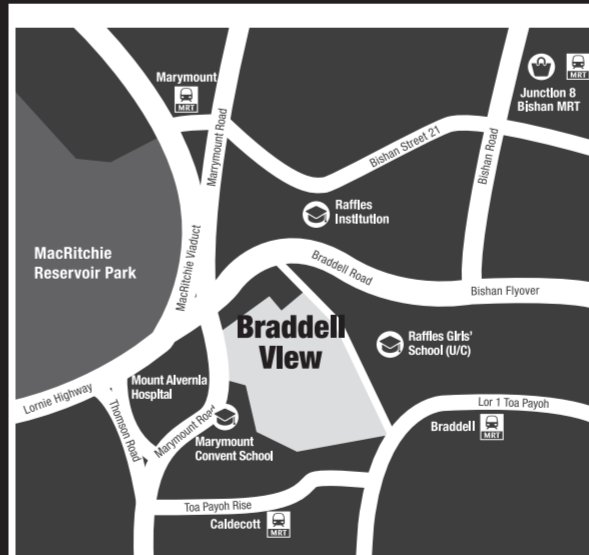 Marymount
MRT
Marrymount Road
MRT
Junction 8
Bishan MRT
Bishan Street 21
Bishan Road
Raffles
Institution
MacRitchie
Reservoir Park
MacRitchie Viaduct
Braddell Road
Bishan Flyover
Braddell
View
Raffles Girls'
School (U/C)
Mount Alvernia
Hospital
Lornie Highway
Thomson Road
Marymount Road
Marymount
Convent School
Lor 1 Toa Payoh
Braddell
MRT
Toa Payoh Rise
Caldecott
MRT